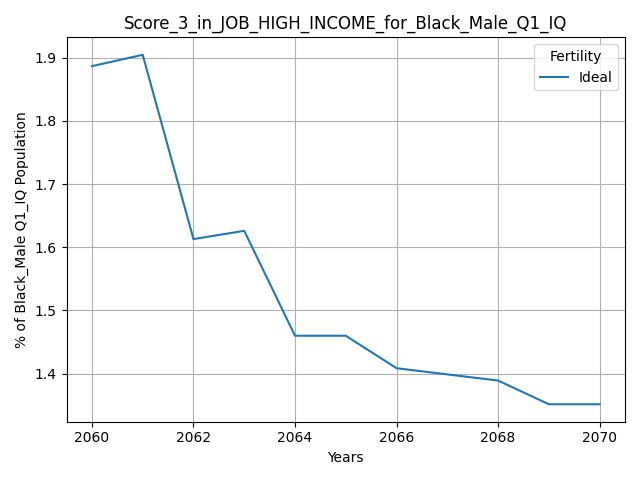 Score_3_in_JOB_HIGH_INCOME_for_Black_Male_Q1_IQ
Fertility
Ideal
% of Black_Male Q1_IQ Population
1.9
1.8
1.7
1.6
1.5
1.4
2060 2062 2064 2066 2068 2070
Years